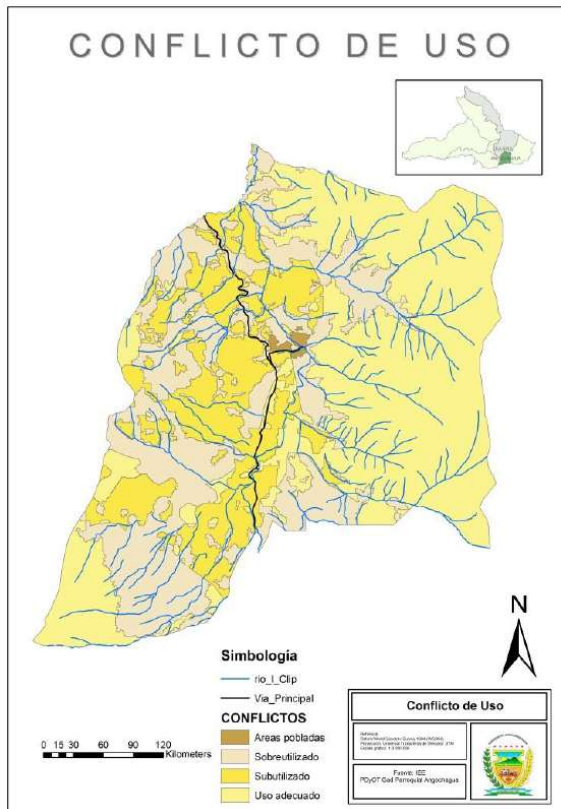 CONFLICTO DE USO
N
Simbología
rio_l_Clip
Via_Principal
CONFLICTOS
Areas pobladas
Sobreutilizado
Subutilizado
Uso adecuado
0 15 30 60 90 120
Kilometers
Conflicto de Uso
Fuente: IEE
PDyOT Gad Parroquial Angochagua